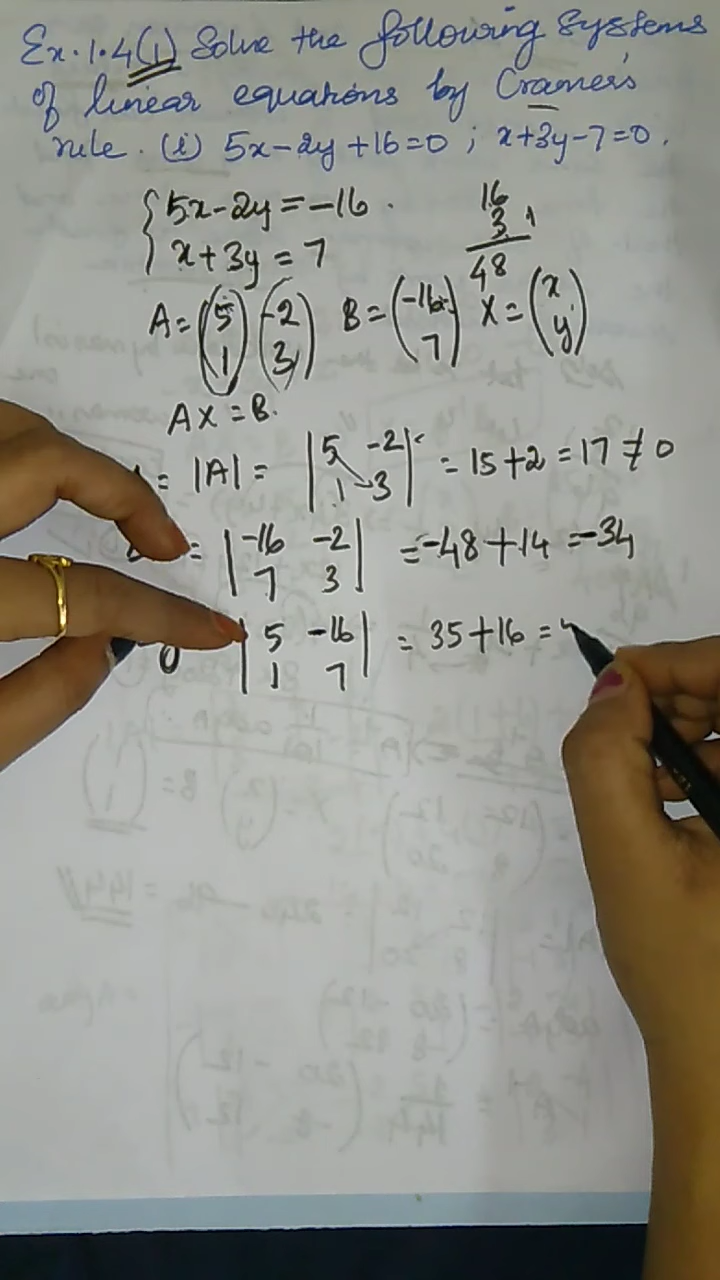 Ex.1.4(1) Solve the following systems
of linear equations by Cramer's
rule. (i) 5x-2y+16=0 ; x+3y-7=0.
5x-2y=-16.
x+3y=7
16
3
48
A=(5 -2
1 3) B=(-16
7) X=(x
y)
AX=B.
= |A| = |5 -2
1 3| = 15+2=17≠0
= |-16 -2
7 3| =-48+14=-34
|5 -16
1 7| = 35+16=